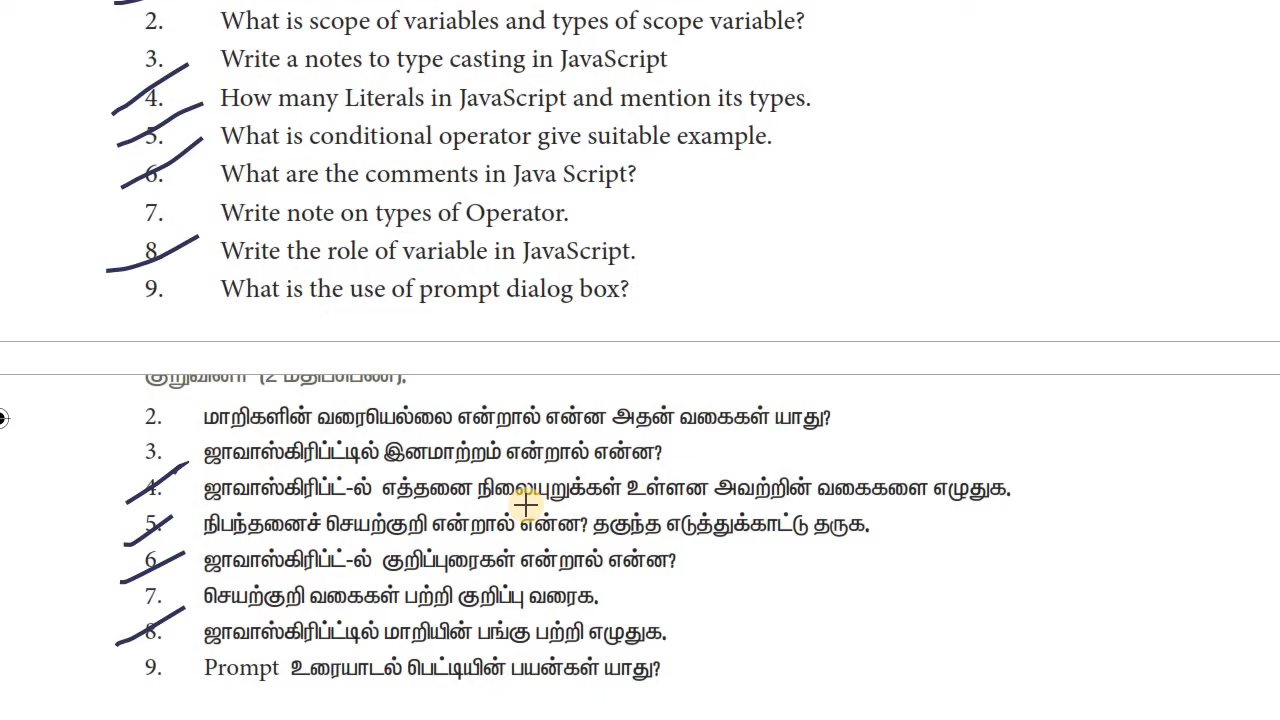 2. What is scope of variables and types of scope variable?
3. Write a notes to type casting in JavaScript
4. How many Literals in JavaScript and mention its types.
5. What is conditional operator give suitable example.
6. What are the comments in Java Script?
7. Write note on types of Operator.
8. Write the role of variable in JavaScript.
9. What is the use of prompt dialog box?
குறுவினா (2 மதிப்பெண்).
2. மாறிகளின் வரையெல்லை என்றால் என்ன அதன் வகைகள் யாது?
3. ஜாவாஸ்கிரிப்ட்டில் இனமாற்றம் என்றால் என்ன?
4. ஜாவாஸ்கிரிப்ட்-ல் எத்தனை நிலையுறுக்கள் உள்ளன அவற்றின் வகைகளை எழுதுக.
5. நிபந்தனைச் செயற்குறி என்றால் என்ன? தகுந்த எடுத்துக்காட்டு தருக.
6. ஜாவாஸ்கிரிப்ட்-ல் குறிப்புரைகள் என்றால் என்ன?
7. செயற்குறி வகைகள் பற்றி குறிப்பு வரைக.
8. ஜாவாஸ்கிரிப்ட்டில் மாறியின் பங்கு பற்றி எழுதுக.
9. Prompt உரையாடல் பெட்டியின் பயன்கள் யாது?